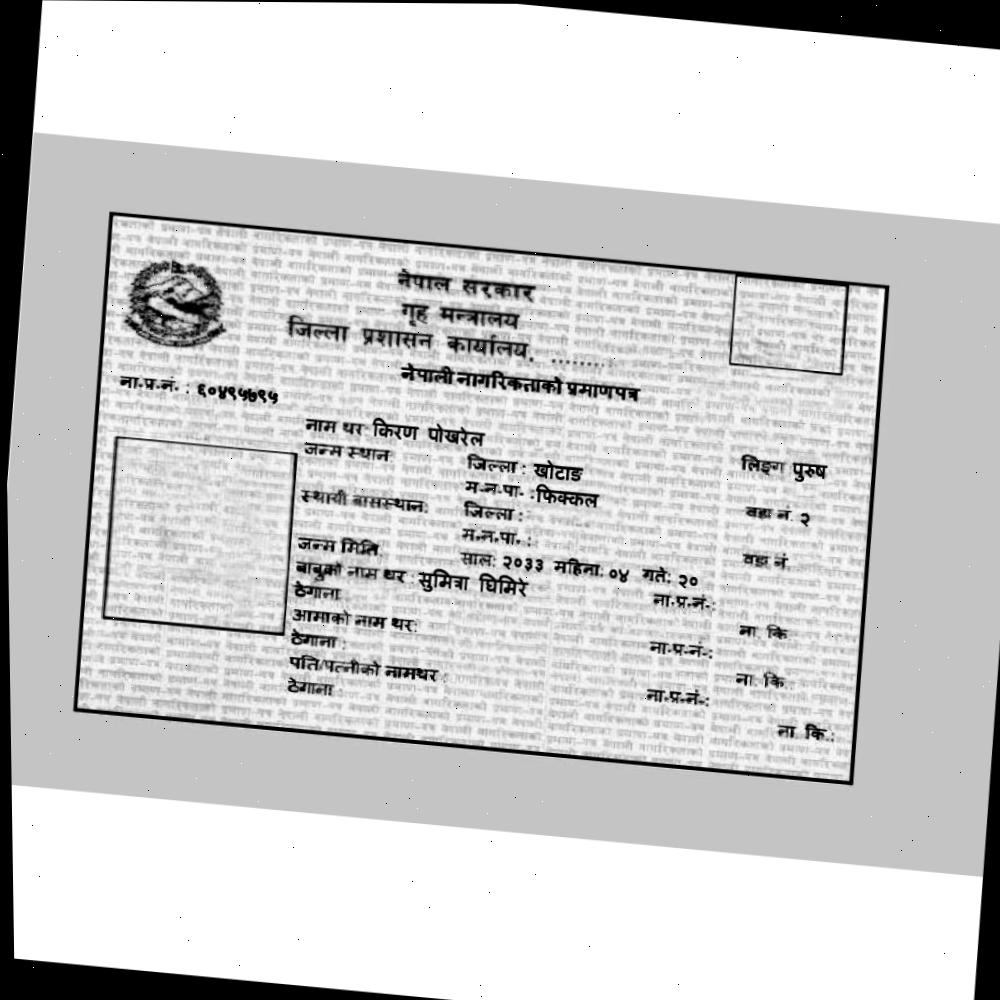 नेपाल सरकार
गृह मन्त्रालय
जिल्ला प्रशासन कार्यालय, .........
नेपाली नागरिकताको प्रमाणपत्र
ना.प्र.नं. : ६०४९५७९५
नाम थर: किरण पोखरेल लिङ्ग पुरुष
जन्म स्थान: जिल्ला : खोटाङ
म.न.पा. : फिक्कल वडा नं. २
स्थायी बासस्थान: जिल्ला :
म.न.पा. : वडा नं.
जन्म मिति: साल: २०३३ महिना: ०४ गते: २०
बाबुको नाम थर : सुमित्रा घिमिरे ना.प्र.नं.:
ठेगाना: ना. कि.
आमाको नाम थर: ना.प्र.नं.:
ठेगाना : ना. कि.:
पति/पत्नीको नामथर : ना.प्र.नं.:
ठेगाना : ना. कि.: